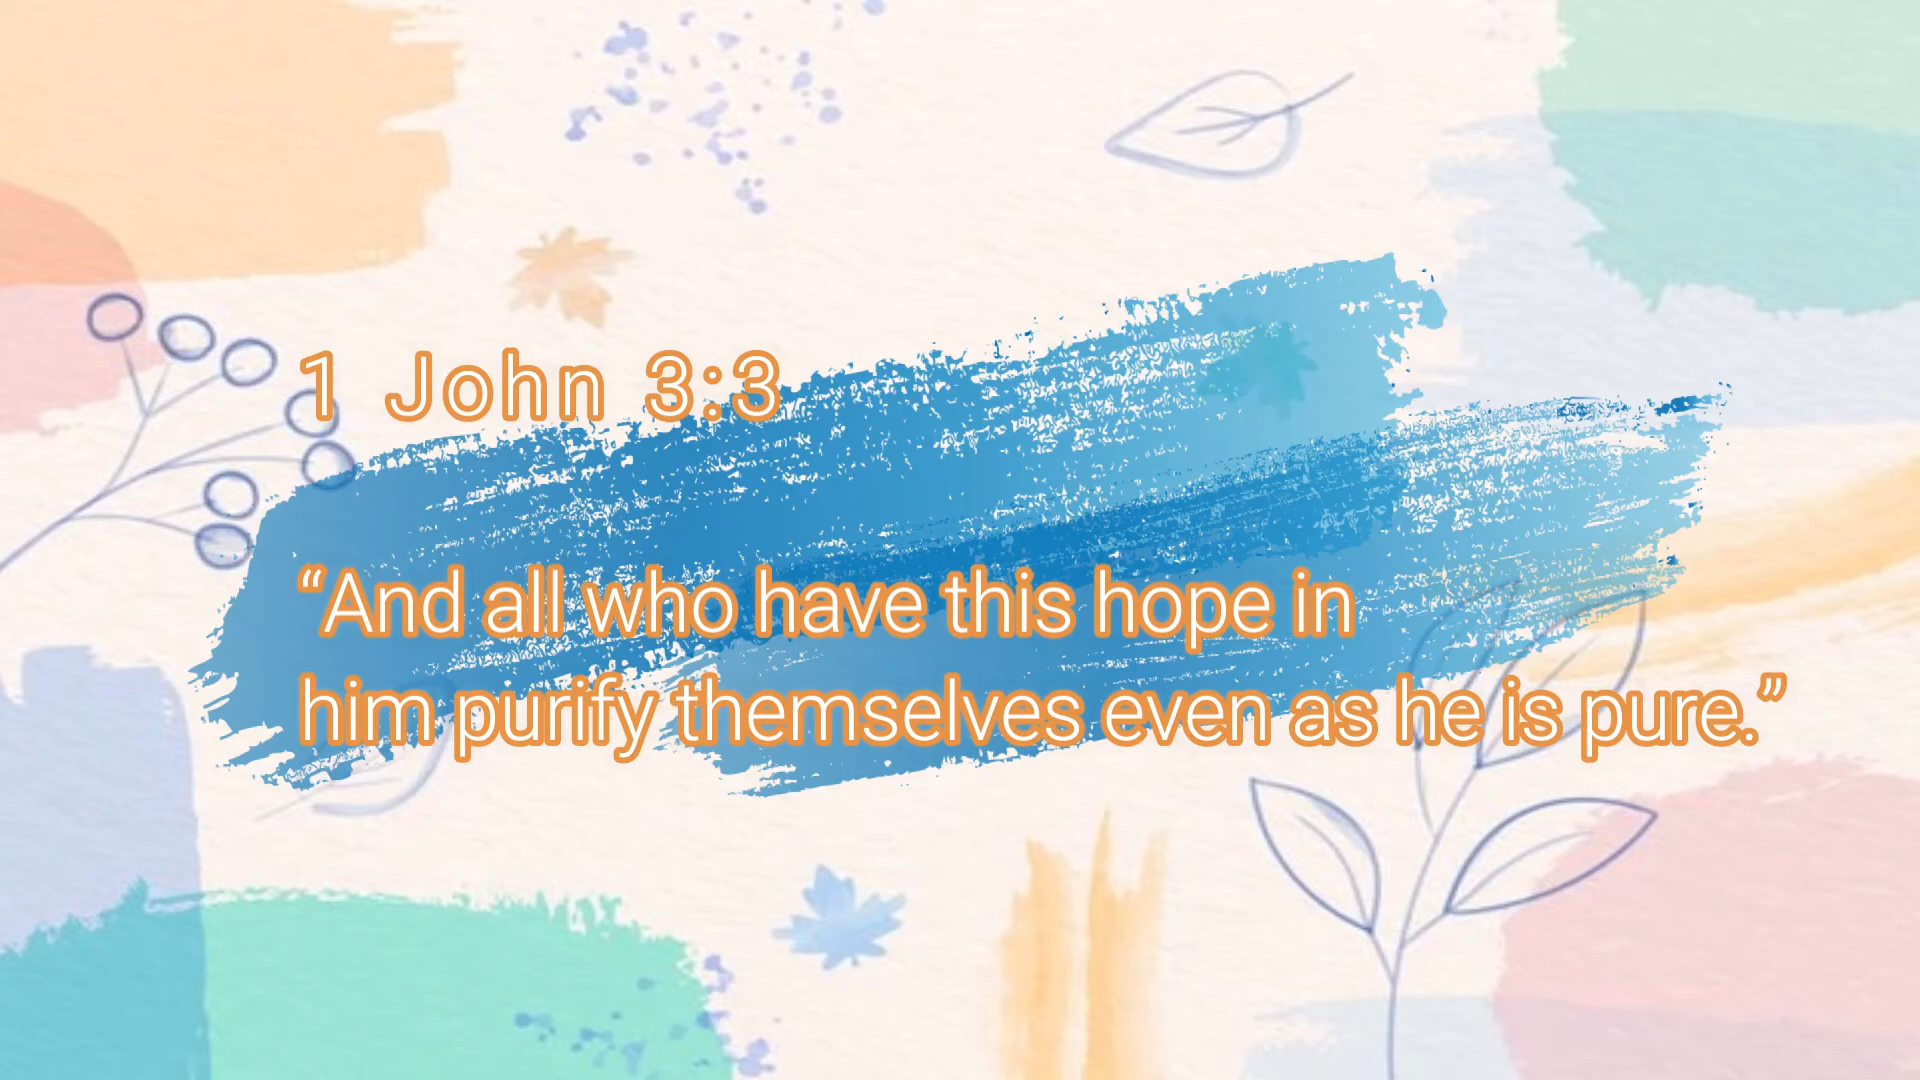 1 John 3:3
“And all who have this hope in
him purify themselves even as he is pure.”